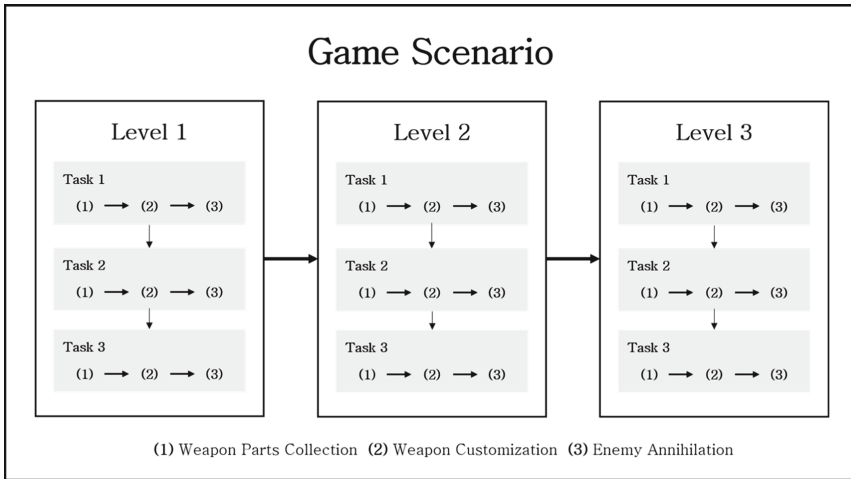 Game Scenario
Level 1
Task 1
(1) → (2) → (3)
Task 2
(1) → (2) → (3)
Task 3
(1) → (2) → (3)
Level 2
Task 1
(1) → (2) → (3)
Task 2
(1) → (2) → (3)
Task 3
(1) → (2) → (3)
Level 3
Task 1
(1) → (2) → (3)
Task 2
(1) → (2) → (3)
Task 3
(1) → (2) → (3)
(1) Weapon Parts Collection (2) Weapon Customization (3) Enemy Annihilation